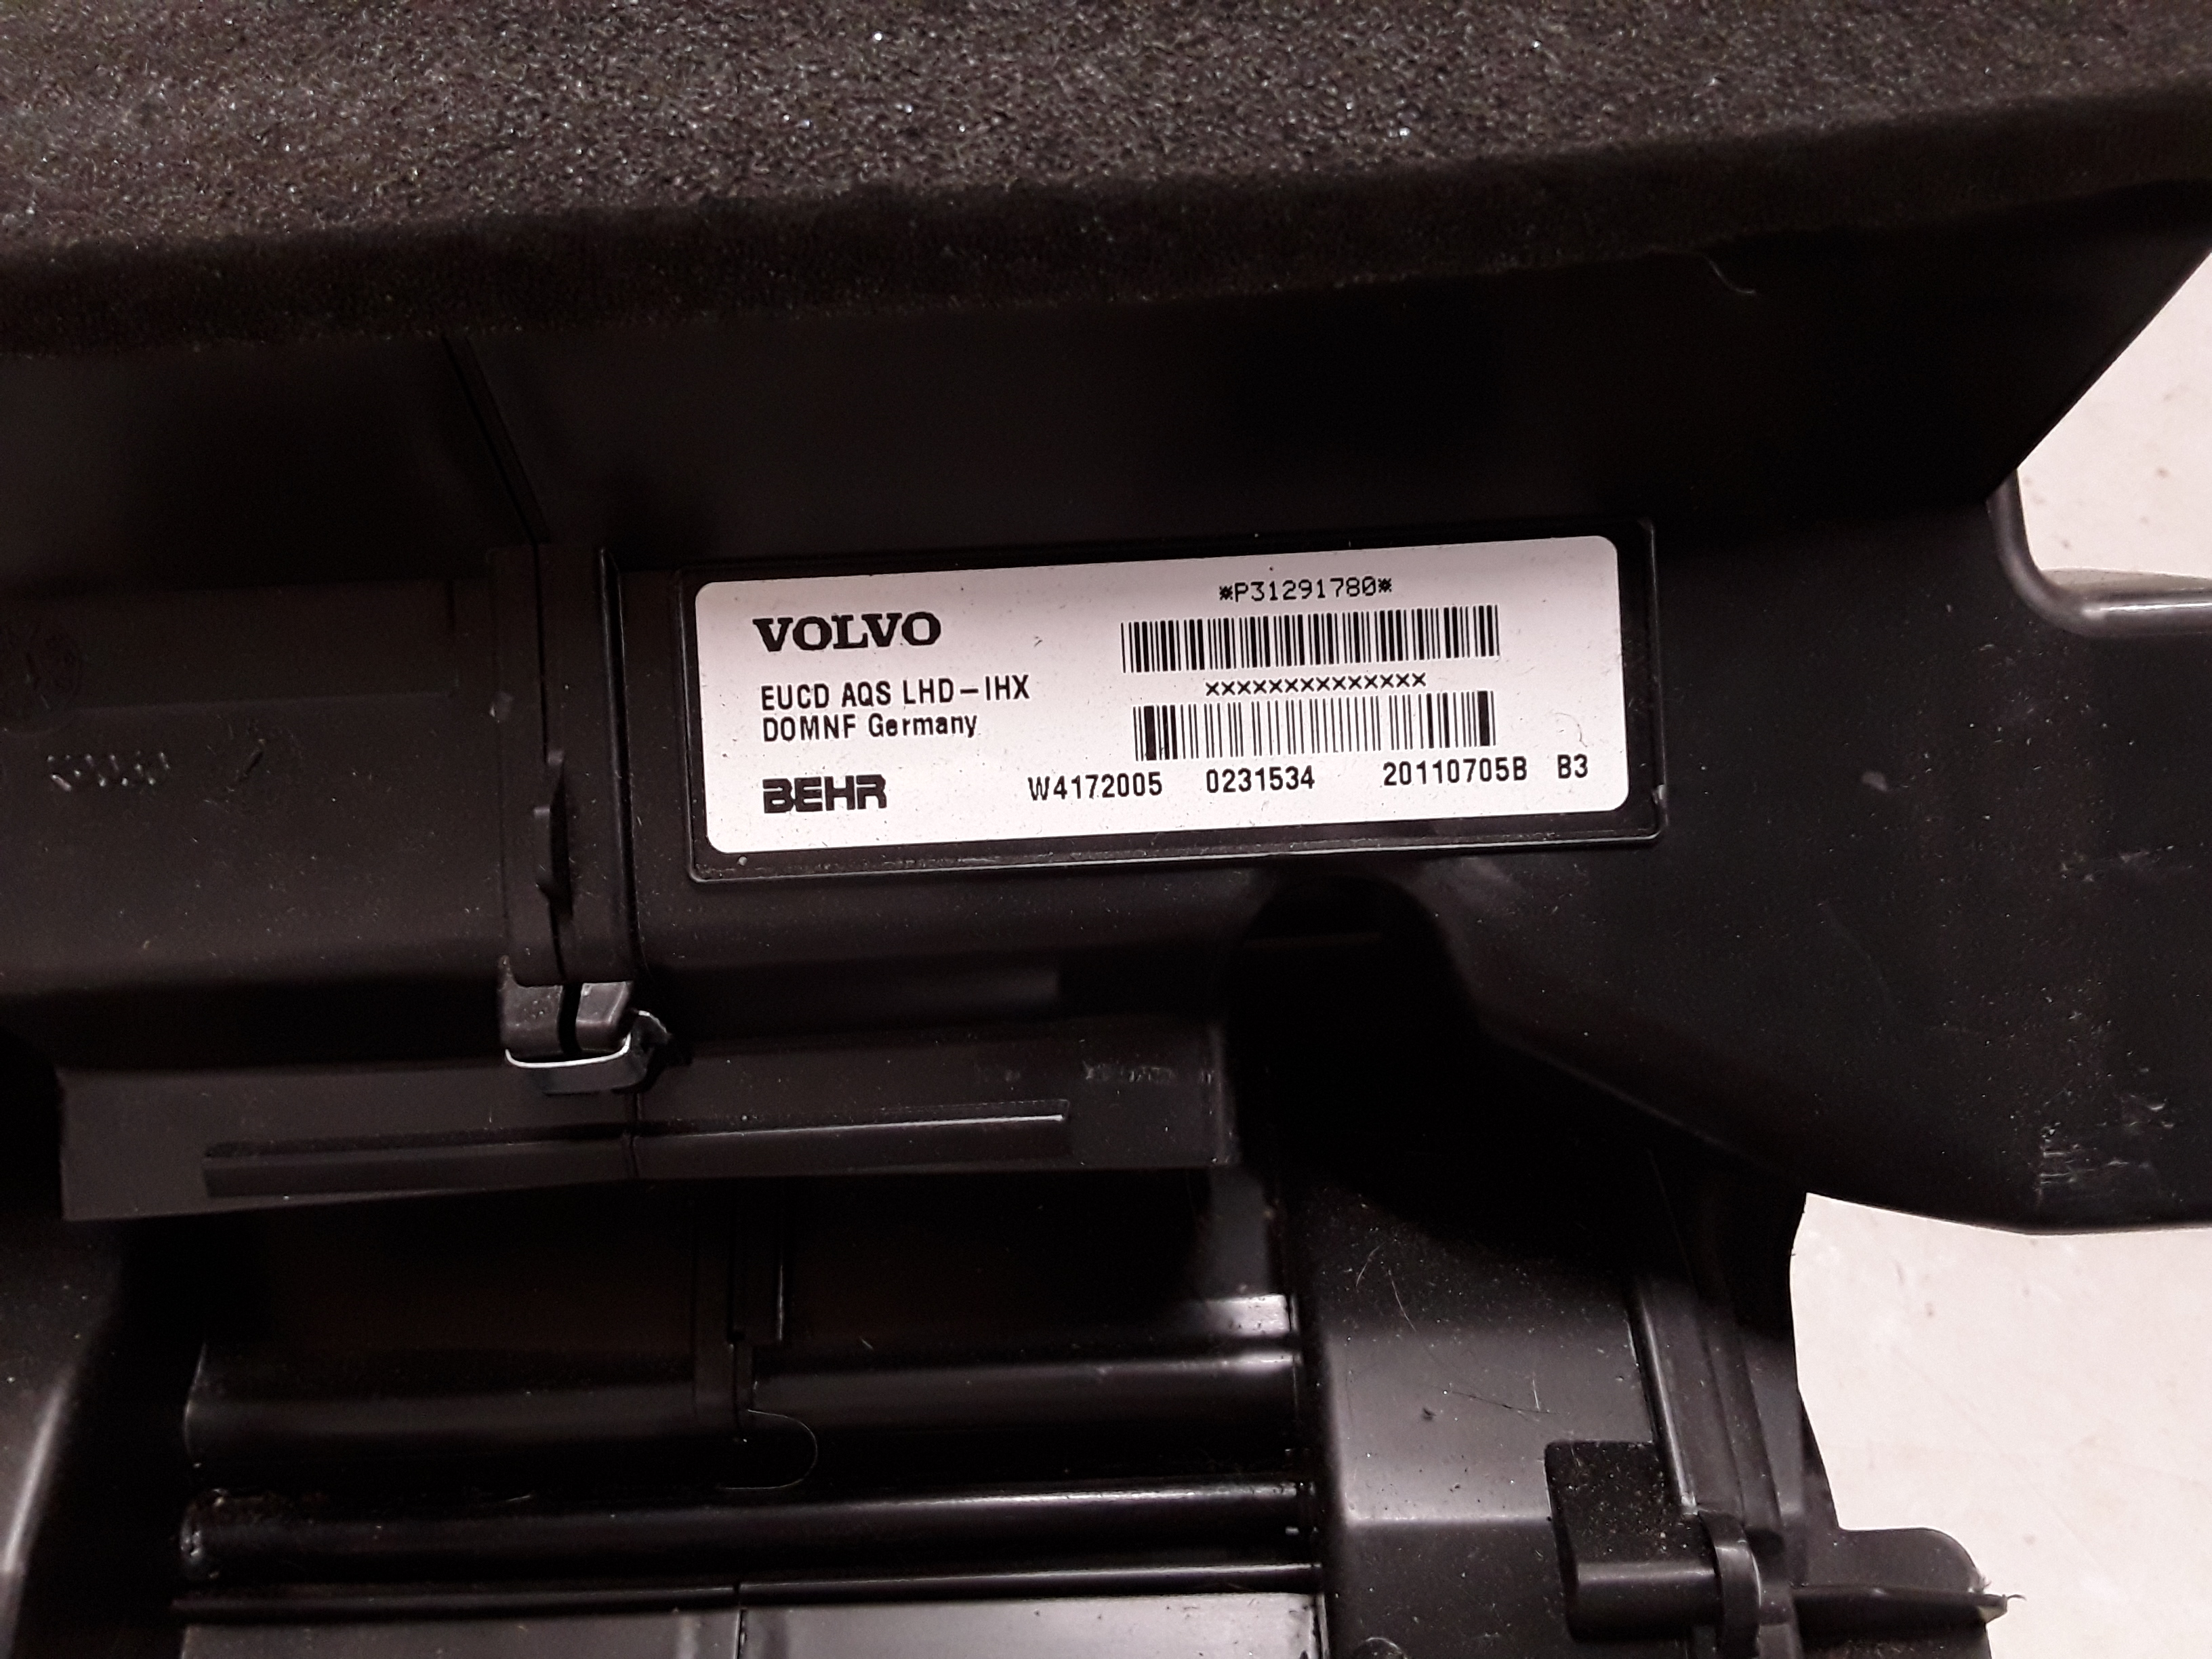 *P31291780*
VOLVO
xxxxxxxxxxxxxx
EUCD AQS LHD-IHX
DOMNF Germany
BEHR W4172005 0231534 20110705B B3